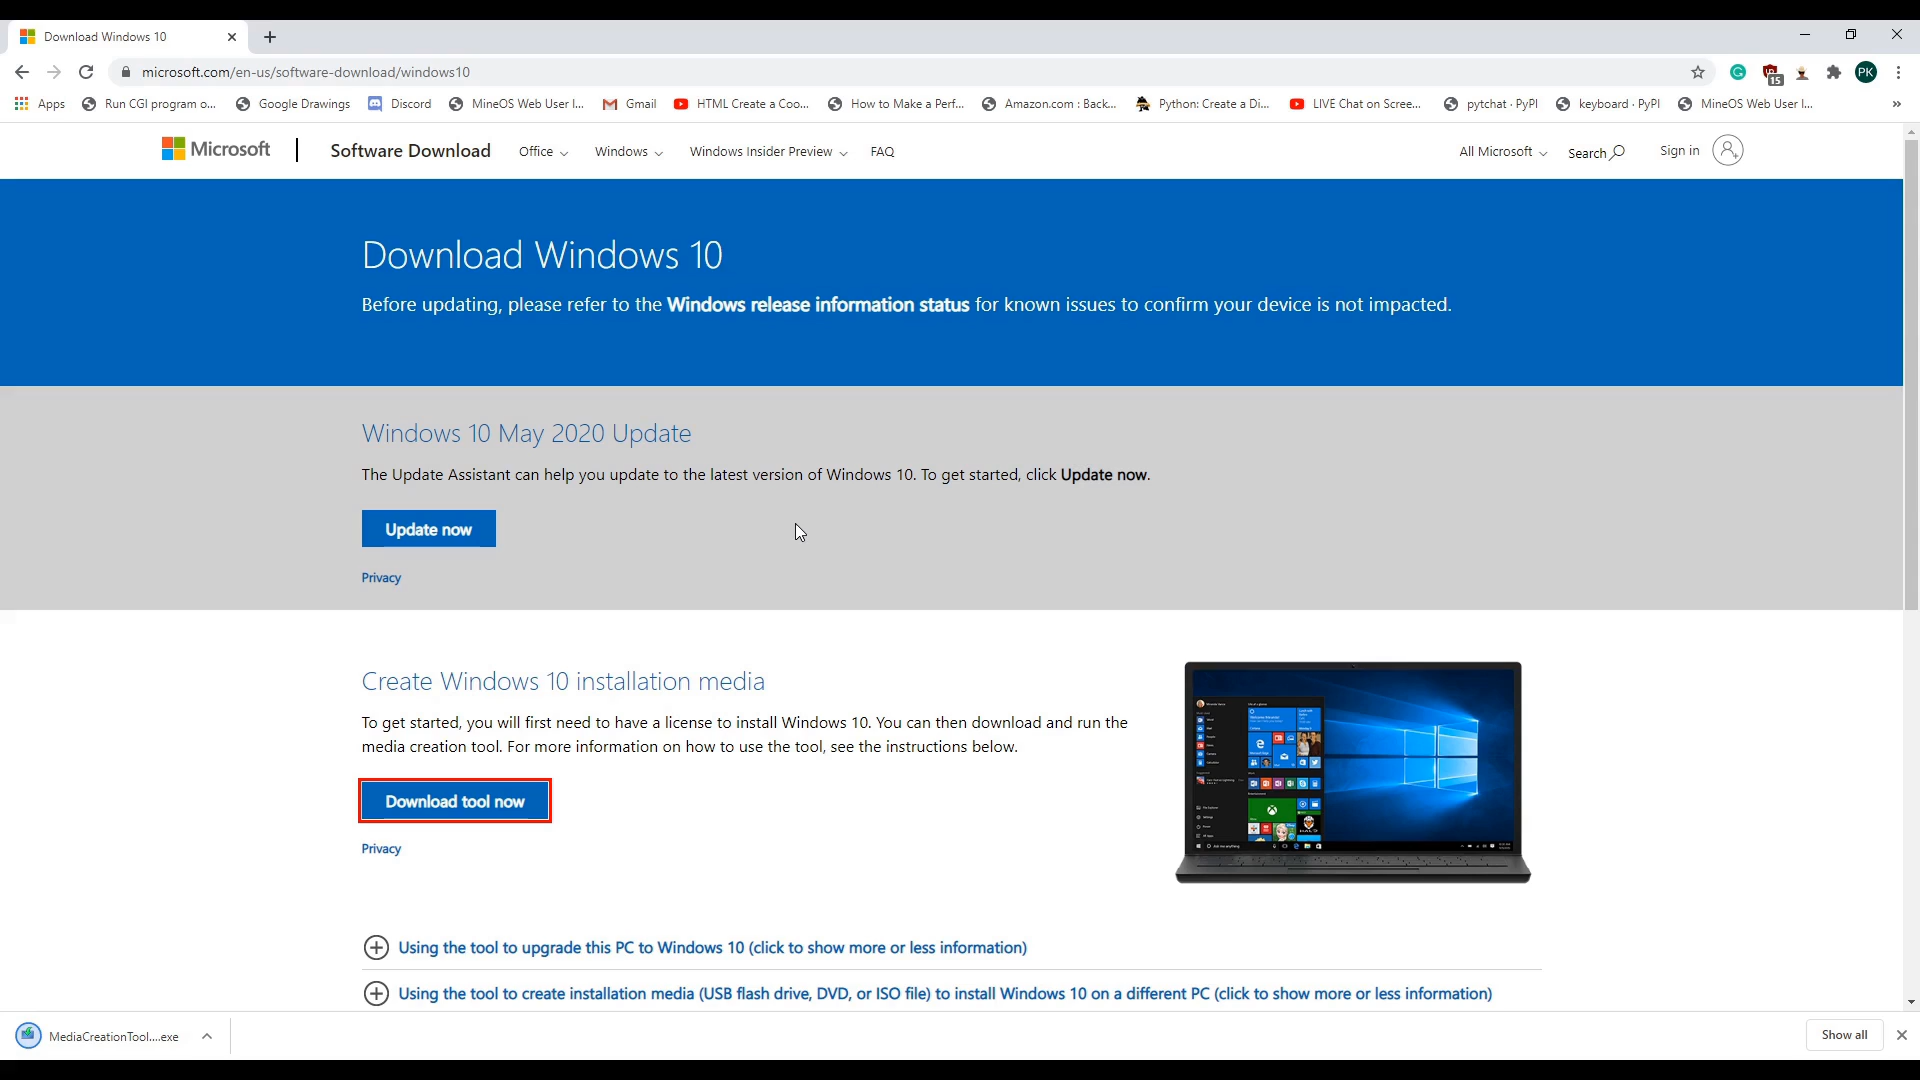 Download Windows 10
microsoft.com/en-us/software-download/windows10
15
PK
Apps Run CGI program o... Google Drawings Discord MineOS Web User I... Gmail HTML Create a Coo... How to Make a Perf... Amazon.com : Back... Python: Create a Di... LIVE Chat on Scree... pytchat · PyPI keyboard · PyPI MineOS Web User I... »
Microsoft Software Download Office Windows Windows Insider Preview FAQ All Microsoft Search Sign in
Download Windows 10
Before updating, please refer to the Windows release information status for known issues to confirm your device is not impacted.
Windows 10 May 2020 Update
The Update Assistant can help you update to the latest version of Windows 10. To get started, click Update now.
Update now
Privacy
Create Windows 10 installation media
To get started, you will first need to have a license to install Windows 10. You can then download and run the
media creation tool. For more information on how to use the tool, see the instructions below.
Download tool now
Privacy
Using the tool to upgrade this PC to Windows 10 (click to show more or less information)
Using the tool to create installation media (USB flash drive, DVD, or ISO file) to install Windows 10 on a different PC (click to show more or less information)
MediaCreationTool....exe Show all